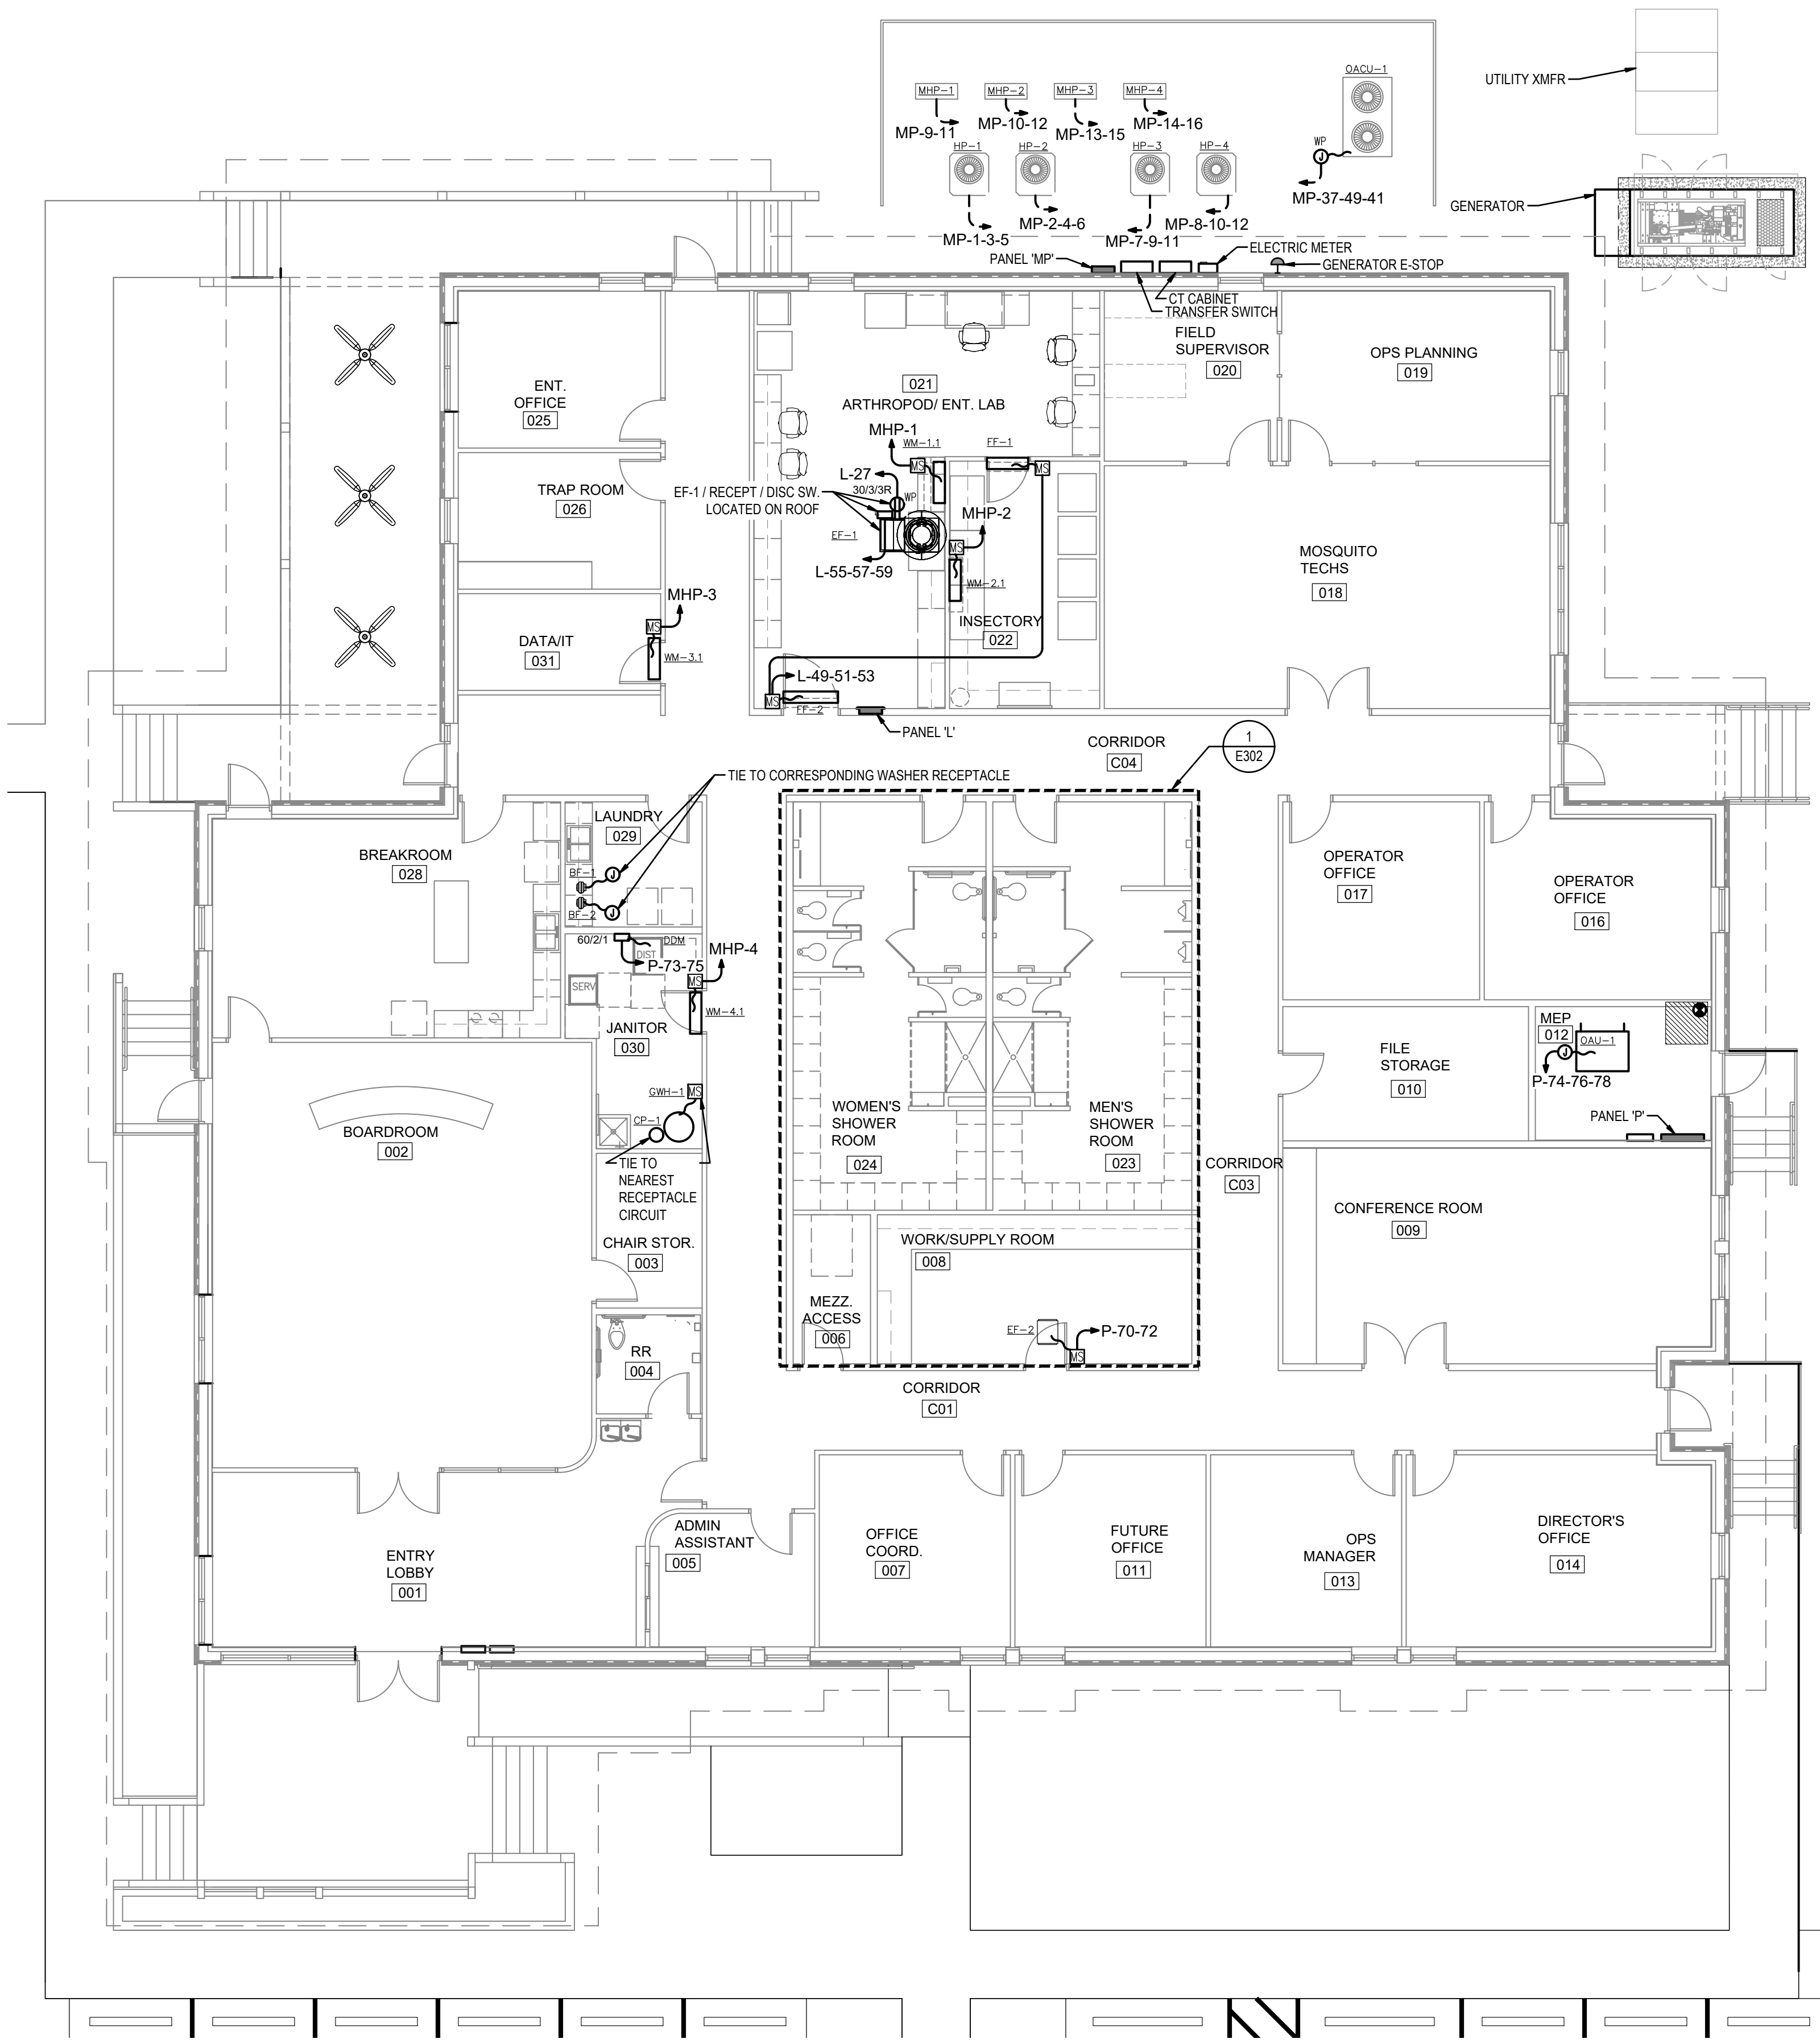 UTILITY XMFR
OACU-1
MHP-1
MHP-2
MHP-3
MHP-4
MP-9-11
MP-10-12
MP-13-15
MP-14-16
WP
J
HP-1
HP-2
HP-3
HP-4
MP-37-49-41
GENERATOR
MP-1-3-5
MP-2-4-6
MP-7-9-11
MP-8-10-12
PANEL 'MP'
ELECTRIC METER
GENERATOR E-STOP
CT CABINET
TRANSFER SWITCH
FIELD
SUPERVISOR
020
OPS PLANNING
019
ENT.
OFFICE
025
021
ARTHROPOD/ ENT. LAB
MHP-1
WM-1.1
FF-1
MS
MS
L-27
30/3/3R
WP
EF-1 / RECEPT / DISC SW.
LOCATED ON ROOF
EF-1
L-55-57-59
TRAP ROOM
026
MHP-2
MS
WM-2.1
INSECTORY
022
MOSQUITO
TECHS
018
MHP-3
MS
DATA/IT
031
WM-3.1
L-49-51-53
MS
FF-2
PANEL 'L'
CORRIDOR
C04
1
E302
TIE TO CORRESPONDING WASHER RECEPTACLE
LAUNDRY
029
BREAKROOM
028
BF-1
J
BF-2
J
OPERATOR
OFFICE
017
OPERATOR
OFFICE
016
60/2/1
DDM
DIST
P-73-75
MHP-4
MS
SERV
WM-4.1
JANITOR
030
MEP
012
OAU-1
J
P-74-76-78
FILE
STORAGE
010
PANEL 'P'
GWH-1
MS
CP-1
BOARDROOM
002
WOMEN'S
SHOWER
ROOM
024
MEN'S
SHOWER
ROOM
023
TIE TO
NEAREST
RECEPTACLE
CIRCUIT
CORRIDOR
C03
CONFERENCE ROOM
009
CHAIR STOR.
003
WORK/SUPPLY ROOM
008
MEZZ.
ACCESS
006
EF-2
P-70-72
MS
RR
004
CORRIDOR
C01
ADMIN
ASSISTANT
005
OFFICE
COORD.
007
FUTURE
OFFICE
011
OPS
MANAGER
013
DIRECTOR'S
OFFICE
014
ENTRY
LOBBY
001